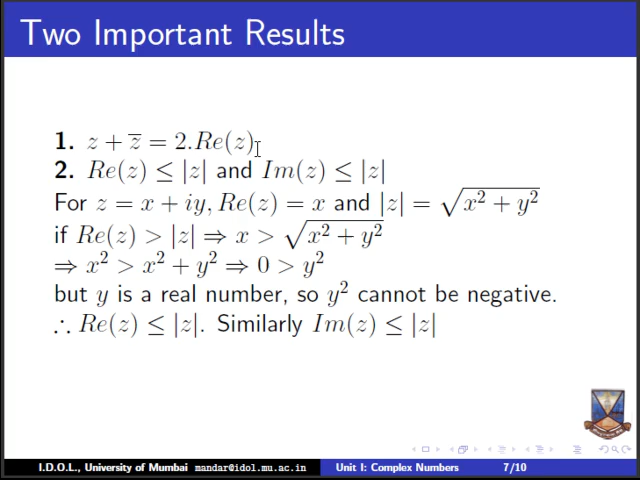 Two Important Results
1. z + z̅ = 2.Re(z)
2. Re(z) ≤ |z| and Im(z) ≤ |z|
For z = x + iy, Re(z) = x and |z| = √(x² + y²)
if Re(z) > |z| ⇒ x > √(x² + y²)
⇒ x² > x² + y² ⇒ 0 > y²
but y is a real number, so y² cannot be negative.
∴ Re(z) ≤ |z|. Similarly Im(z) ≤ |z|
I.D.O.L., University of Mumbai mandar@idol.mu.ac.in Unit I: Complex Numbers 7/10